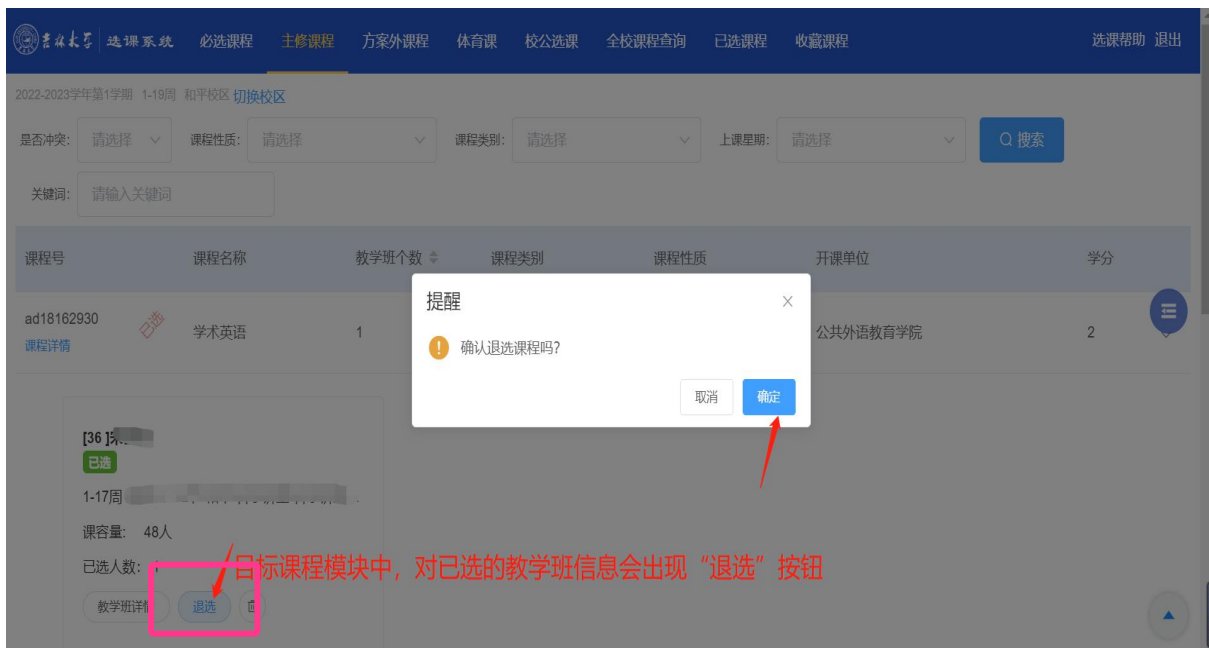 吉林大学 选课系统 必选课程 主修课程 方案外课程 体育课 校公选课 全校课程查询 已选课程 收藏课程 选课帮助 退出
2022-2023学年第1学期 1-19周 和平校区 切换校区
是否冲突: 请选择 课程性质: 请选择 课程类别: 请选择 上课星期: 请选择 搜索
关键词: 请输入关键词
课程号 课程名称 教学班个数 课程类别 课程性质 开课单位 学分
提醒
ad18162930 已选 学术英语 1 公共外语教育学院 2
课程详情
确认退选课程吗?
取消 确定
[36 ]
已选
1-17周
课容量: 48人
已选人数: 1
目标课程模块中，对已选的教学班信息会出现“退选”按钮
教学班详情 退选